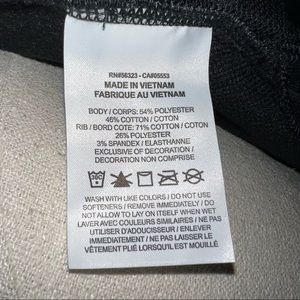 RN#56323 - CA#05553
MADE IN VIETNAM
FABRIQUE AU VIETNAM
BODY / CORPS: 54% POLYESTER
46% COTTON / COTON
RIB / BORD COTE: 71% COTTON / COTON
26% POLYESTER
3% SPANDEX / ELASTHANNE
EXCLUSIVE OF DECORATION /
DECORATION NON COMPRISE
WASH WITH LIKE COLORS / DO NOT USE
SOFTENERS / REMOVE IMMEDIATELY / DO
NOT ALLOW TO LAY ON ITSELF WHEN WET
LAVER AVEC COULEURS SIMILAIRES / NE
PAS UTILISER D'ADOUCISSEUR / ENLEVER
IMMÉDIATEMENT / NE PAS LAISSER LE
VÊTEMENT PLIÉ LORSQU'IL EST MOUILLÉ